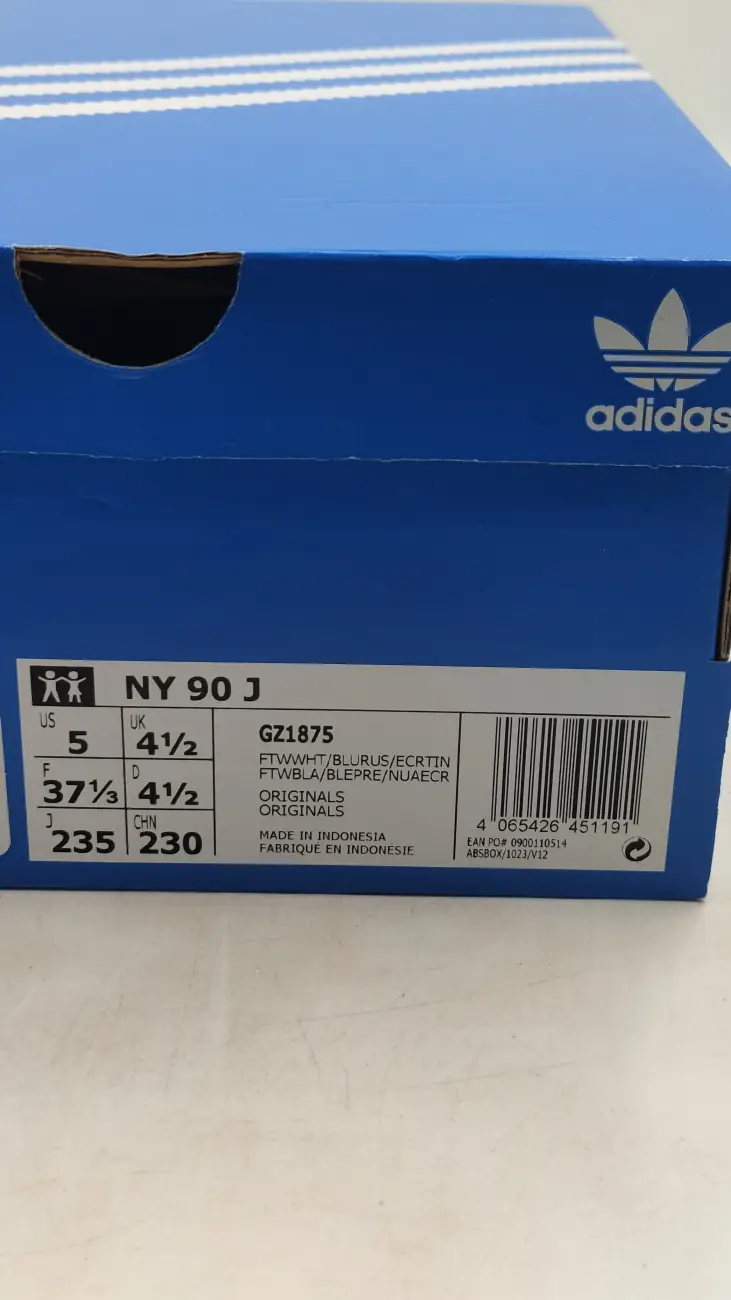 adidas
NY 90 J
US
5
UK
4½
F
37⅓
D
4½
J
235
CHN
230
GZ1875
FTWWHT/BLURUS/ECRTIN
FTWBLA/BLEPRE/NUAECR
ORIGINALS
ORIGINALS
MADE IN INDONESIA
FABRIQUÉ EN INDONÉSIE
4 065426 451191
EAN PO# 0900110514
ABSBOX/1023/V12